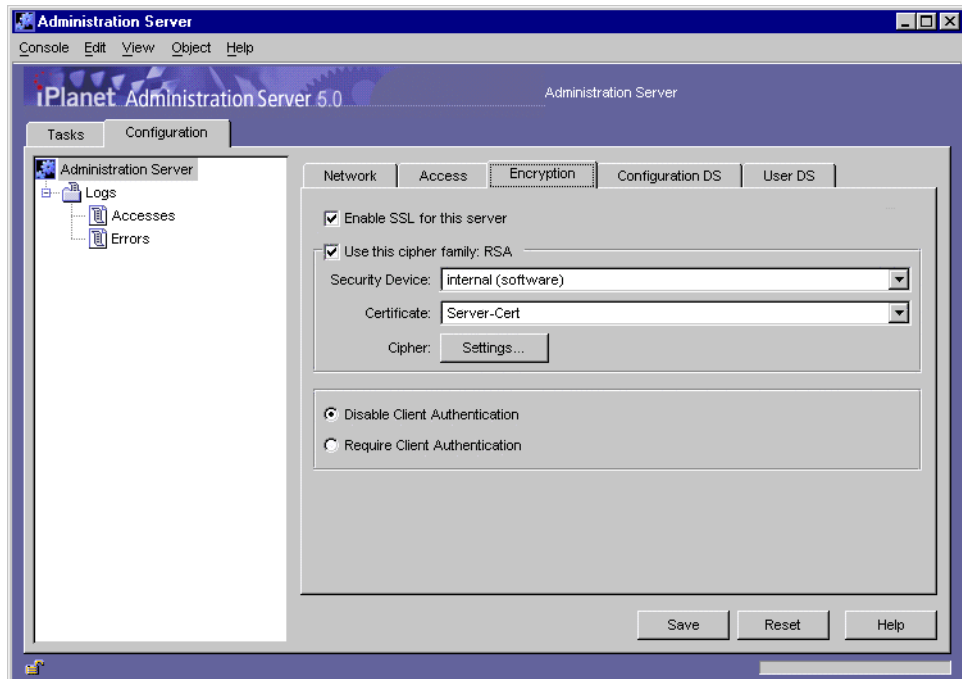 Administration Server
Console Edit View Object Help
iPlanet Administration Server 5.0
Administration Server
Tasks Configuration
Administration Server
Logs
Accesses
Errors
Network Access Encryption Configuration DS User DS
Enable SSL for this server
Use this cipher family: RSA
Security Device: internal (software)
Certificate: Server-Cert
Cipher: Settings...
Disable Client Authentication
Require Client Authentication
Save Reset Help